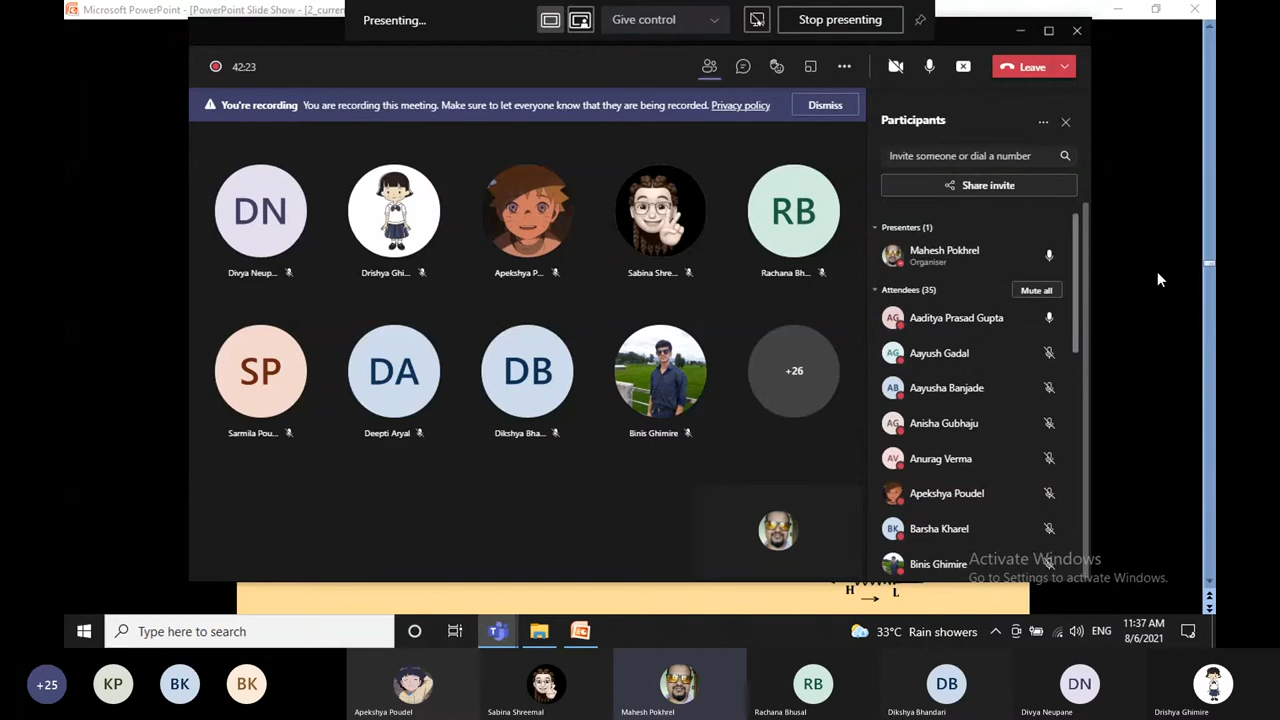 Microsoft PowerPoint - [PowerPoint Slide Show - [2_curren
Presenting...
Give control
Stop presenting
42:23
Leave
You're recording You are recording this meeting. Make sure to let everyone know that they are being recorded. Privacy policy
Dismiss
Participants
Invite someone or dial a number
Share invite
Presenters (1)
Mahesh Pokhrel
Organiser
Attendees (35)
Mute all
AG Aaditya Prasad Gupta
AG Aayush Gadal
AB Aayusha Banjade
AG Anisha Gubhaju
AV Anurag Verma
Apekshya Poudel
BK Barsha Kharel
Binis Ghimire
DN
RB
Divya Neup...
Drishya Ghi...
Apekshya P...
Sabina Shre...
Rachana Bh...
SP
DA
DB
+26
Sarmila Pou...
Deepti Aryal
Dikshya Bha...
Binis Ghimire
Activate Windows
Go to Settings to activate Windows.
H L
Type here to search
33°C Rain showers
ENG
11:37 AM
8/6/2021
+25
KP
BK
BK
RB
DB
DN
Apekshya Poudel
Sabina Shreemal
Mahesh Pokhrel
Rachana Bhusal
Dikshya Bhandari
Divya Neupane
Drishya Ghimire